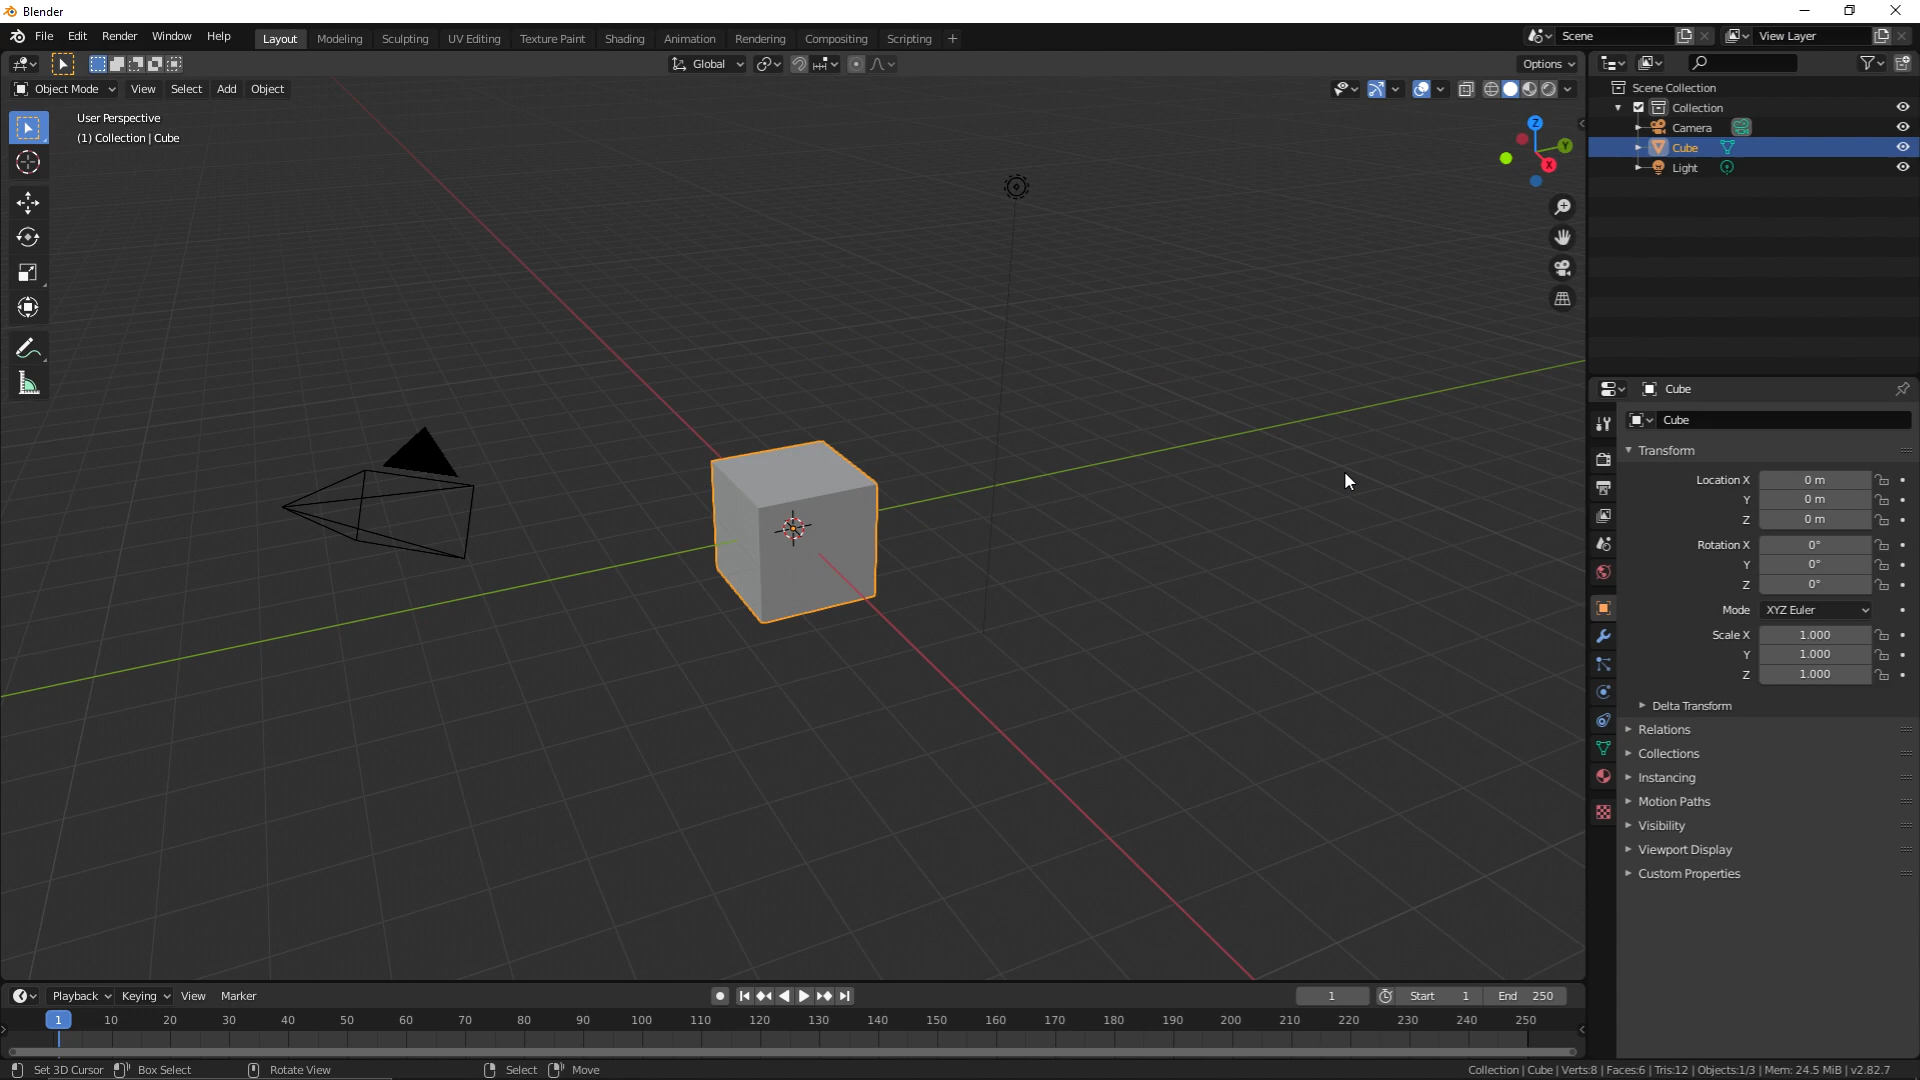 Blender
File Edit Render Window Help Layout Modeling Sculpting UV Editing Texture Paint Shading Animation Rendering Compositing Scripting + Scene View Layer
Global Options
Object Mode View Select Add Object
User Perspective
(1) Collection | Cube
Z
Y
X
Scene Collection
Collection
Camera
Cube
Light
Cube
Cube
Transform
Location X 0 m
Y 0 m
Z 0 m
Rotation X 0°
Y 0°
Z 0°
Mode XYZ Euler
Scale X 1.000
Y 1.000
Z 1.000
Delta Transform
Relations
Collections
Instancing
Motion Paths
Visibility
Viewport Display
Custom Properties
Playback Keying View Marker 1 Start 1 End 250
1 10 20 30 40 50 60 70 80 90 100 110 120 130 140 150 160 170 180 190 200 210 220 230 240 250
Set 3D Cursor Box Select Rotate View Select Move Collection | Cube | Verts:8 | Faces:6 | Tris:12 | Objects:1/3 | Mem: 24.5 MiB | v2.82.7